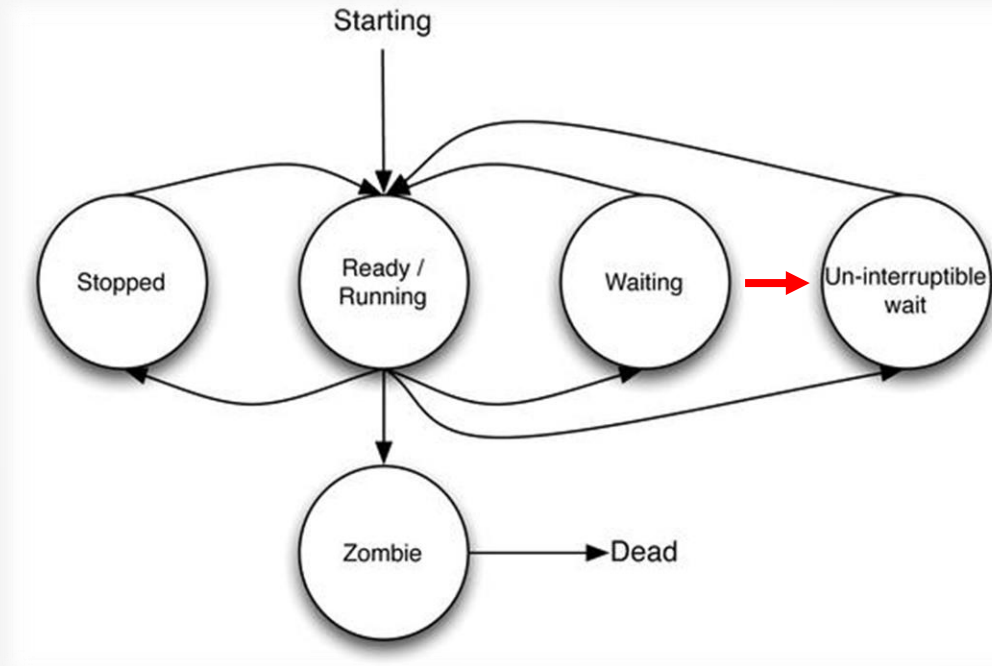 Starting
Stopped
Ready /
Running
Waiting
Un-interruptible
wait
Zombie
Dead